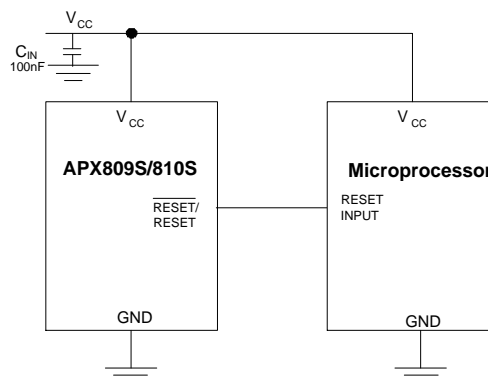 VCC
CIN
100nF
VCC
APX809S/810S
RESET/
RESET
GND
VCC
Microprocessor
RESET
INPUT
GND